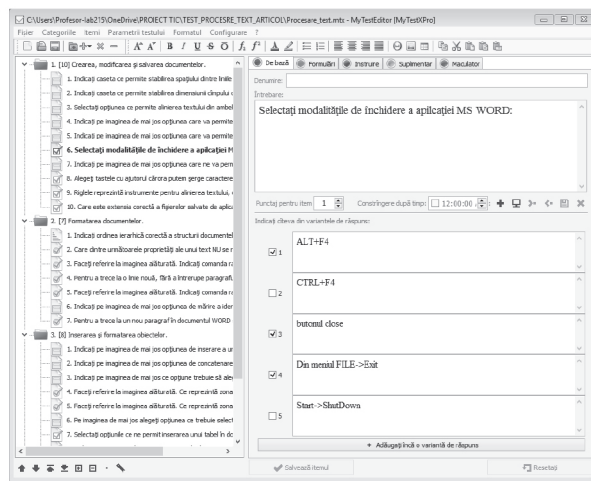 C:\Users\Profesor-lab215\OneDrive\PROIECT TIC\TEST_PROCESRE_TEXT_ARTICOL\Procesare_text.mtx - MyTestEditor [MyTestXPro]
Fișier Categoriile itemi Parametrii testului Formatul Configurare ?
1. [10] Crearea, modificarea și salvarea documentelor.
1. Indicați caseta ce permite stabilirea spațiului dintre liniile
2. Indicați caseta ce permite stabilirea dimensiunii cîmpului d
3. Selectați opțiunea ce permite alinierea textului din ambel
4. Indicați pe imaginea de mai jos opțiunea care va permite
5. Indicați pe imaginea de mai jos opțiunea care va permite
6. Selectați modalitățile de închidere a aplicației M
7. Indicați pe imaginea de mai jos opțiunea care ne va perm
8. Alegeți tastele cu ajutorul cărora putem șerge caractere
9. Riglele reprezintă instrumente pentru alinierea textului,
10. Care este extensia corectă a fișierelor salvate de aplica
2. [7] Formatarea documentelor.
1. Indicați ordinea ierarhică corectă a structurii documentel
2. Care dintre următoarele proprietăți ale unui text NU se r
3. Faceți referire la imaginea alăturată. Indicați comanda ra
4. Pentru a trece la o linie nouă, fără a întrerupe paragrafi
5. Faceți referire la imaginea alăturată. Indicați comanda ra
6. Indicați pe imaginea de mai jos opțiunea de mărire a iden
7. Pentru a trece la un nou paragraf în documentul WORD
3. [8] Inserarea și formatarea obiectelor.
1. Indicați pe imaginea de mai jos opțiunea de inserare a ur
2. Indicați pe imaginea de mai jos opțiunea de concatenare
3. Indicați pe imaginea de mai jos ce opțiune trebuie să aleg
4. Faceți referire la imaginea alăturată. Ce reprezintă zona
5. Faceți referire la imaginea alăturată. Ce reprezintă zona
6. Pe imaginea de mai jos alegeți opțiunea ce trebuie select
7. Selectați opțiunile ce ne permit inserarea unui tabel în do
De bază Formulări Instruire Suplimentar Maculator
Denumire:
Întrebare:
Selectați modalitățile de închidere a aplicației MS WORD:
Punctaj pentru item 1 Constrîngere după timp: 12:00:00
Indicați cîteva din variantele de răspuns:
1 ALT+F4
2 CTRL+F4
3 butonul close
4 Din meniul FILE->Exit
5 Start->ShutDown
+ Adăugați încă o variantă de răspuns
Salvează itemul Resetați